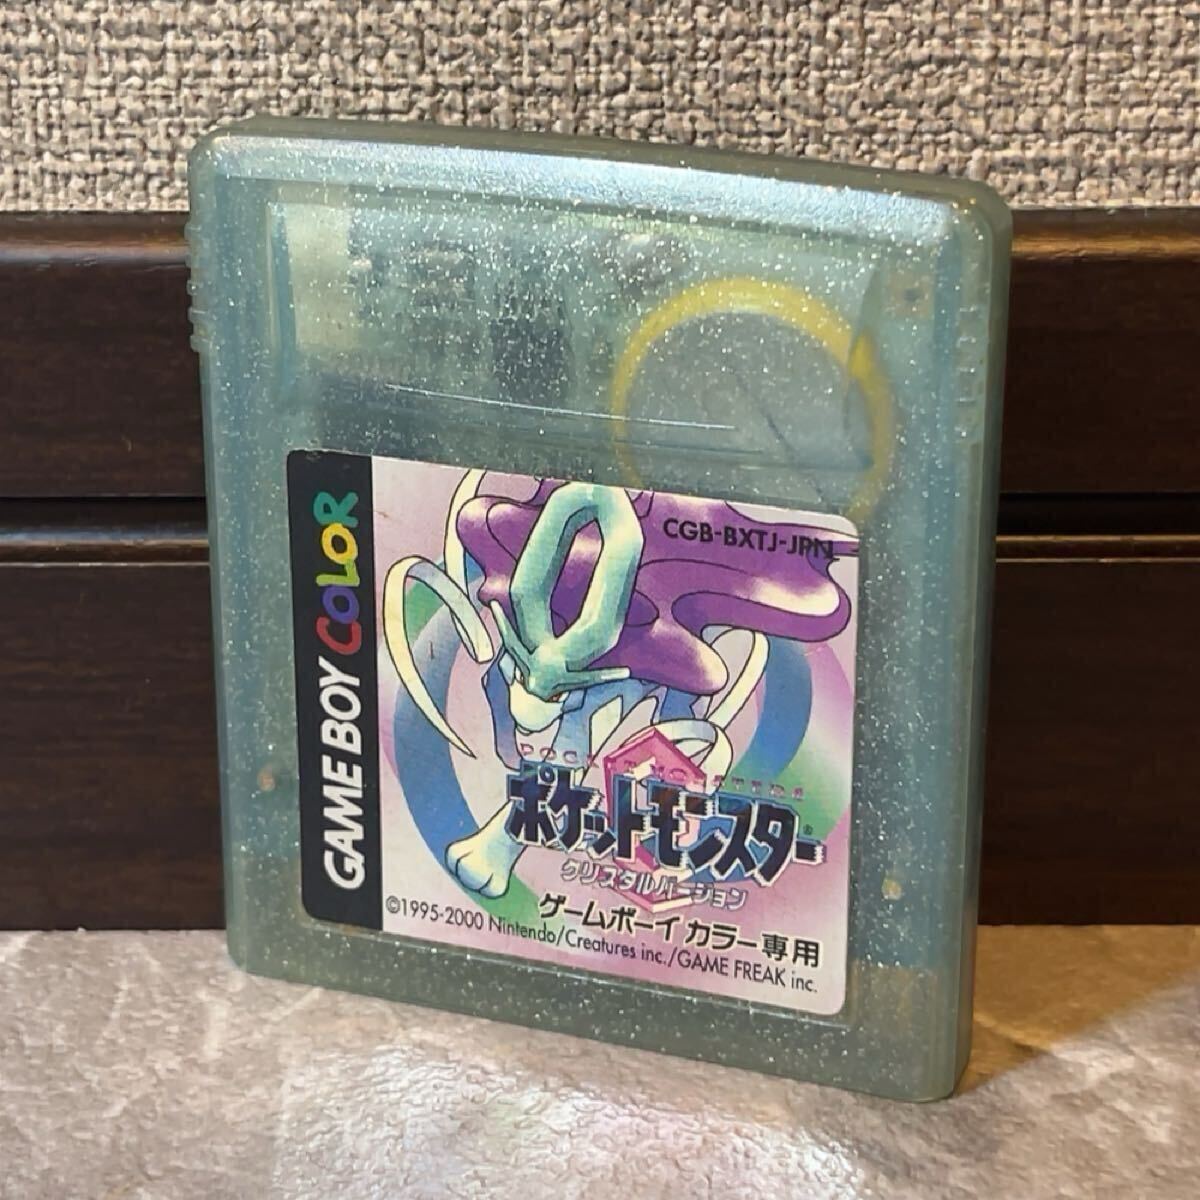 GAME BOY COLOR
CGB-BXTJ-JPN
POCKET MONSTERS
ポケットモンスター®
クリスタルバージョン
ゲームボーイ カラー専用
©1995-2000 Nintendo/Creatures inc./GAME FREAK inc.